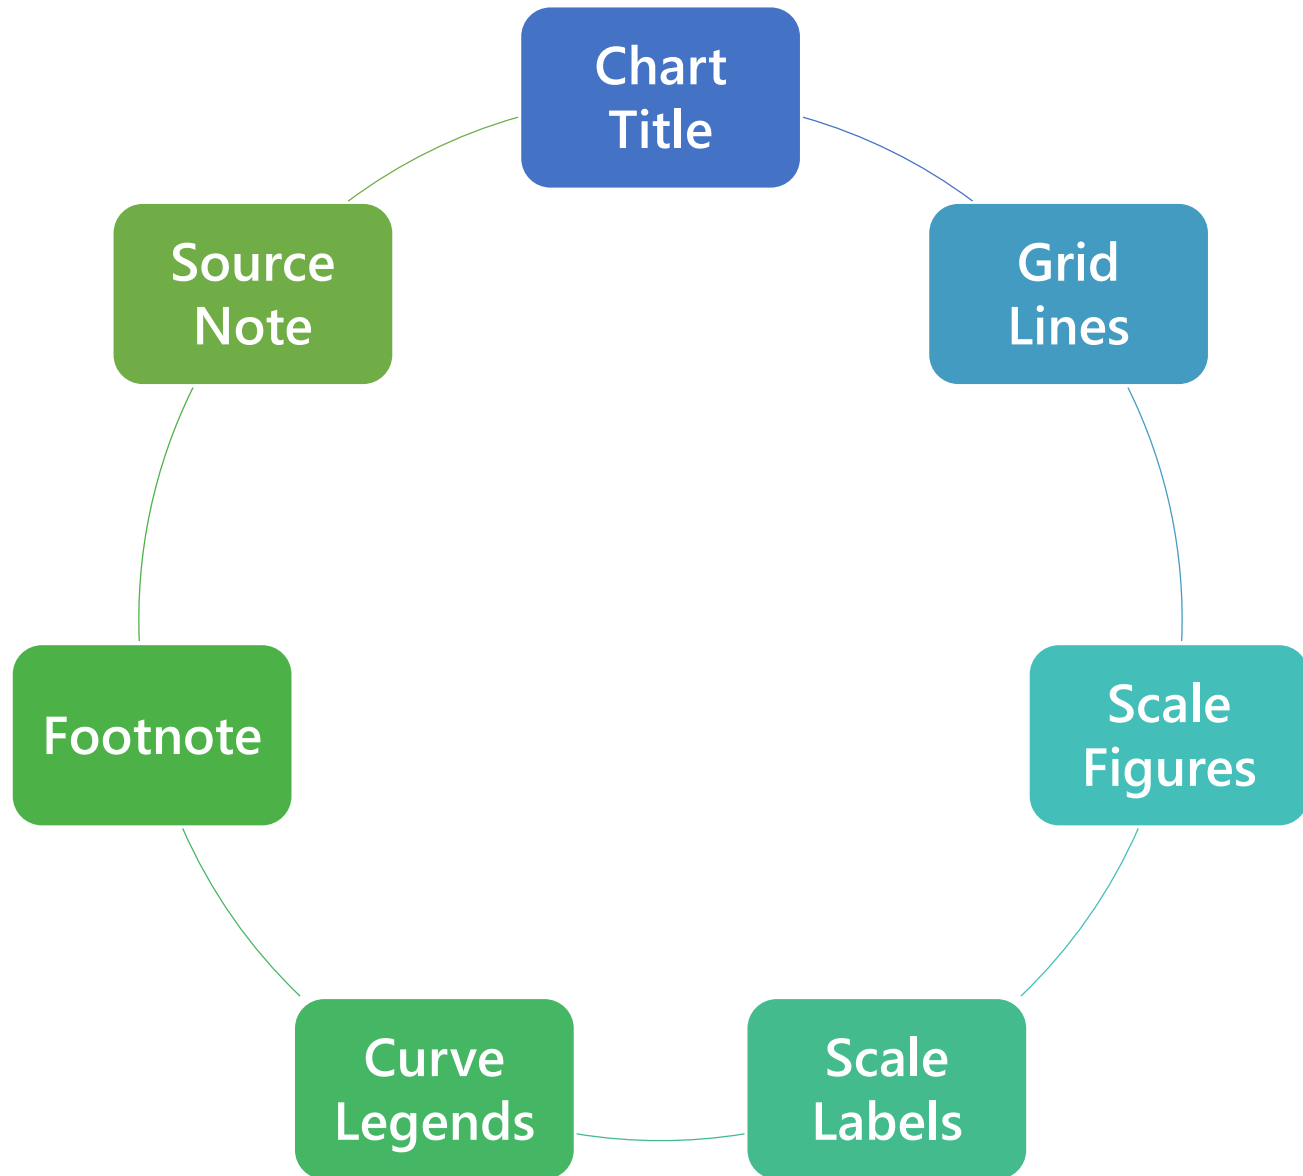 Chart
Title
Grid
Lines
Scale
Figures
Scale
Labels
Curve
Legends
Footnote
Source
Note